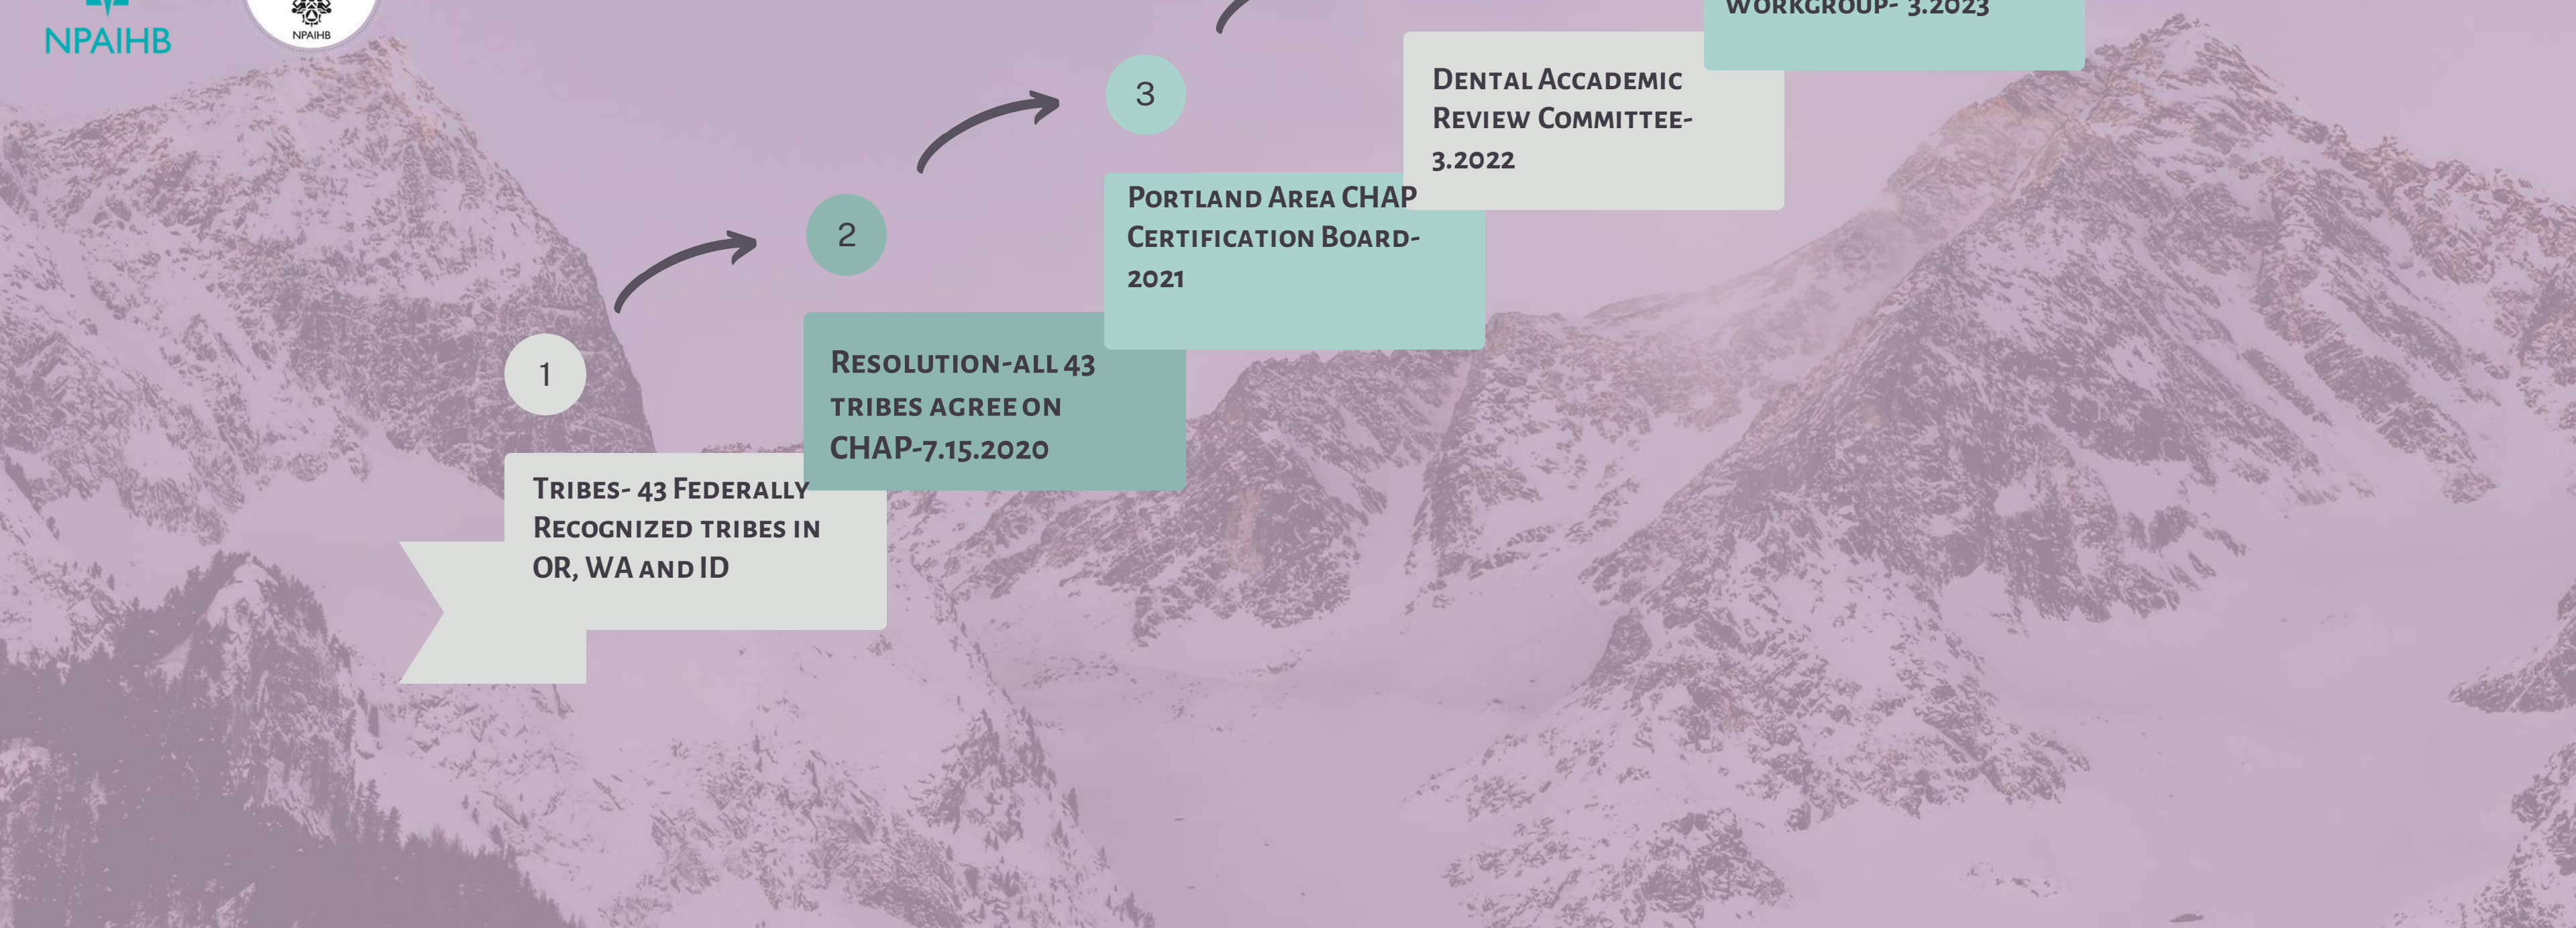 NPAIHB
NPAIHB
WORKGROUP- 3.2023
DENTAL ACCADEMIC
REVIEW COMMITTEE-
3.2022
3
PORTLAND AREA CHAP
CERTIFICATION BOARD-
2021
2
RESOLUTION-ALL 43
TRIBES AGREE ON
CHAP-7.15.2020
1
TRIBES- 43 FEDERALLY
RECOGNIZED TRIBES IN
OR, WA AND ID